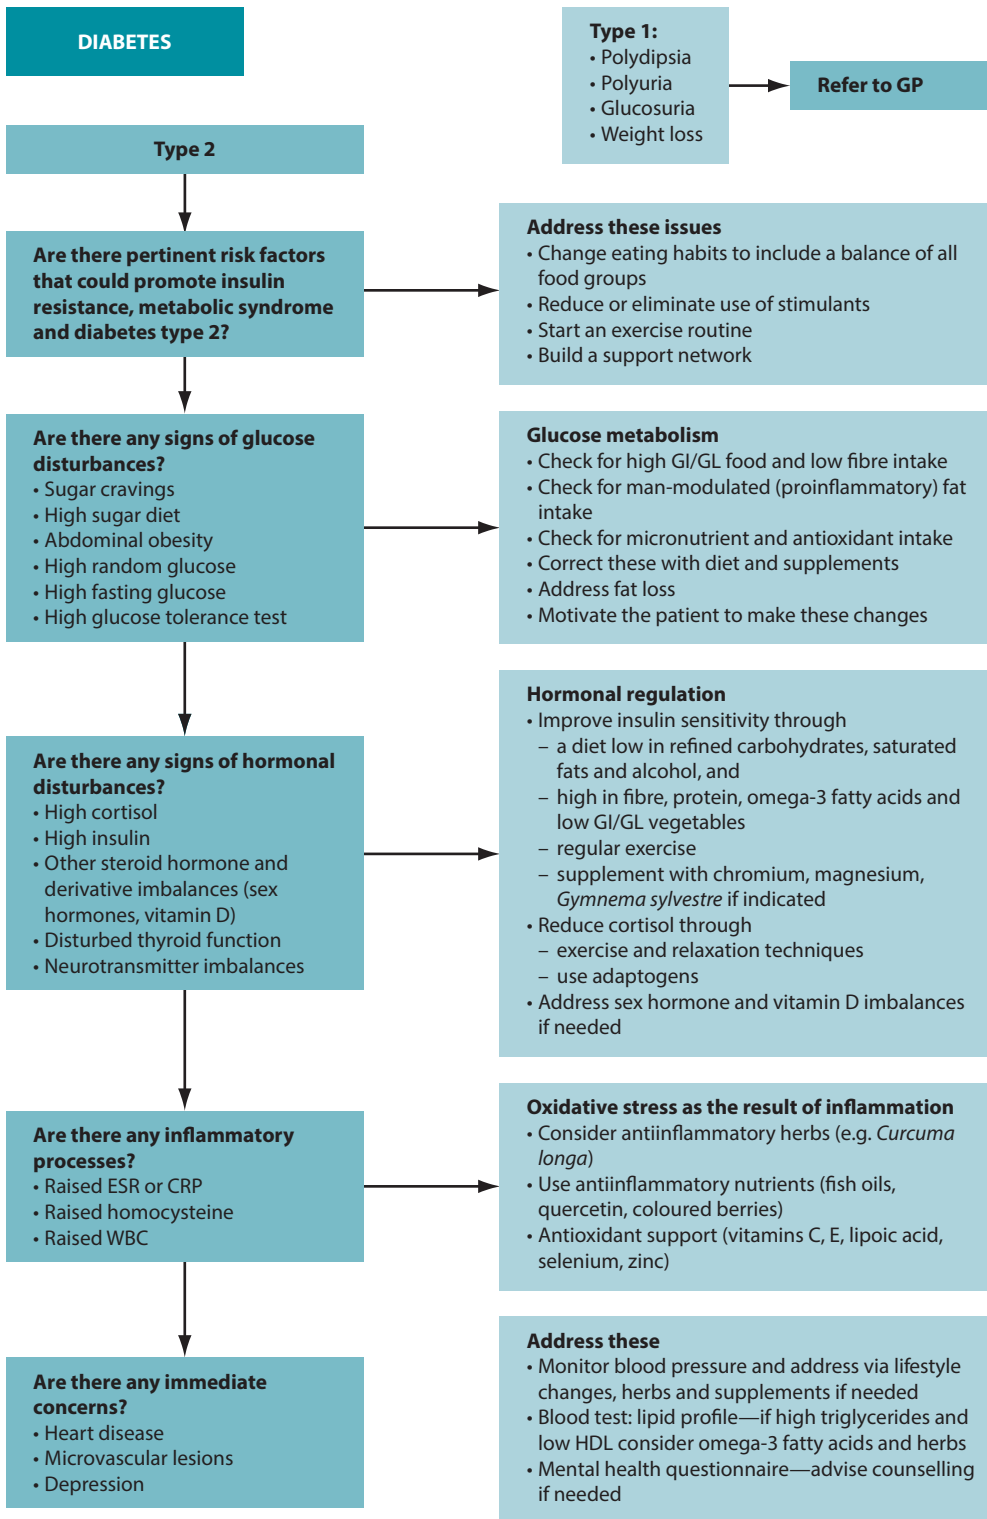 DIABETES
Type 1:
• Polydipsia
• Polyuria
• Glucosuria
• Weight loss
Refer to GP
Type 2
Are there pertinent risk factors
that could promote insulin
resistance, metabolic syndrome
and diabetes type 2?
Address these issues
• Change eating habits to include a balance of all
food groups
• Reduce or eliminate use of stimulants
• Start an exercise routine
• Build a support network
Are there any signs of glucose
disturbances?
• Sugar cravings
• High sugar diet
• Abdominal obesity
• High random glucose
• High fasting glucose
• High glucose tolerance test
Glucose metabolism
• Check for high GI/GL food and low fibre intake
• Check for man-modulated (proinflammatory) fat
intake
• Check for micronutrient and antioxidant intake
• Correct these with diet and supplements
• Address fat loss
• Motivate the patient to make these changes
Are there any signs of hormonal
disturbances?
• High cortisol
• High insulin
• Other steroid hormone and
derivative imbalances (sex
hormones, vitamin D)
• Disturbed thyroid function
• Neurotransmitter imbalances
Hormonal regulation
• Improve insulin sensitivity through
– a diet low in refined carbohydrates, saturated
fats and alcohol, and
– high in fibre, protein, omega-3 fatty acids and
low GI/GL vegetables
– regular exercise
– supplement with chromium, magnesium,
Gymnema sylvestre if indicated
• Reduce cortisol through
– exercise and relaxation techniques
– use adaptogens
• Address sex hormone and vitamin D imbalances
if needed
Are there any inflammatory
processes?
• Raised ESR or CRP
• Raised homocysteine
• Raised WBC
Oxidative stress as the result of inflammation
• Consider antiinflammatory herbs (e.g. Curcuma
longa)
• Use antiinflammatory nutrients (fish oils,
quercetin, coloured berries)
• Antioxidant support (vitamins C, E, lipoic acid,
selenium, zinc)
Are there any immediate
concerns?
• Heart disease
• Microvascular lesions
• Depression
Address these
• Monitor blood pressure and address via lifestyle
changes, herbs and supplements if needed
• Blood test: lipid profile—if high triglycerides and
low HDL consider omega-3 fatty acids and herbs
• Mental health questionnaire—advise counselling
if needed